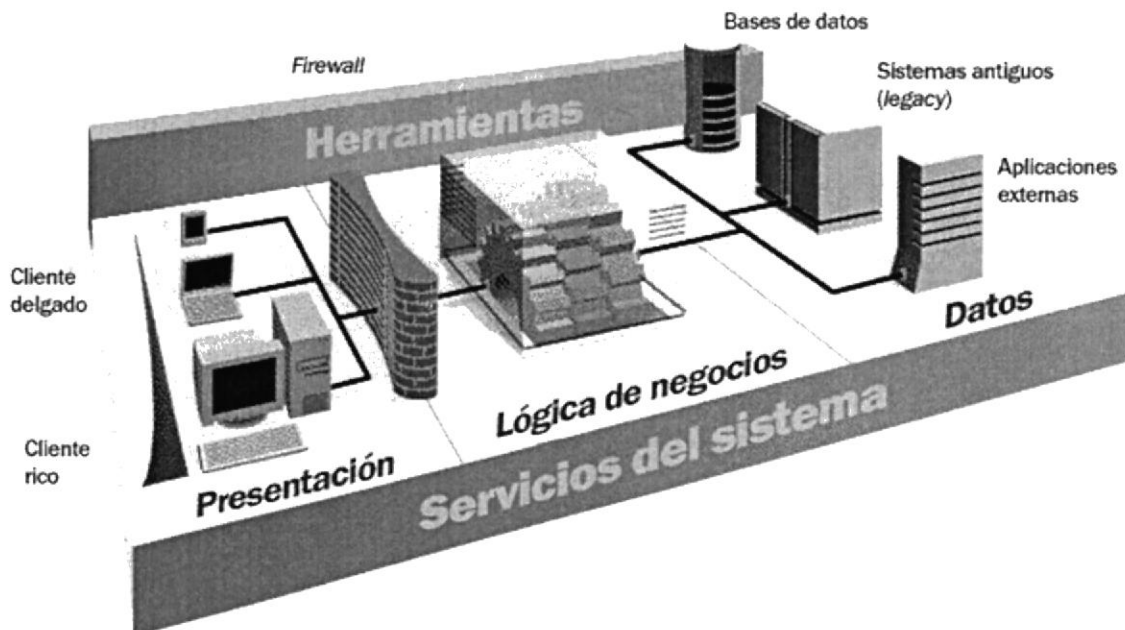 Bases de datos
Firewall
Sistemas antiguos
(legacy)
Herramientas
Aplicaciones
externas
Cliente
delgado
Datos
Lógica de negocios
Cliente
rico
Presentación
Servicios del sistema